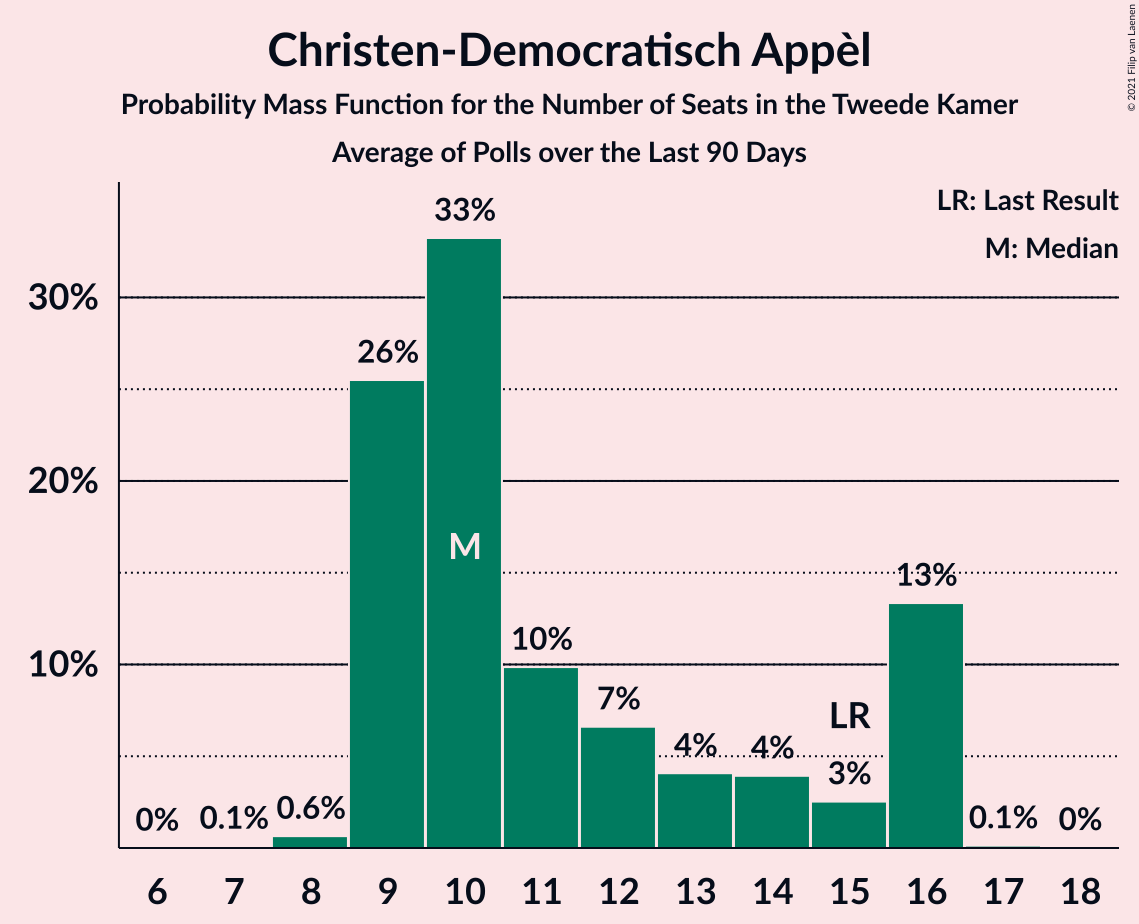 Christen-Democratisch Appèl
Probability Mass Function for the Number of Seats in the Tweede Kamer
Average of Polls over the Last 90 Days
© 2021 Filip van Laenen
LR: Last Result
M: Median
30%
20%
10%
0%
0.1%
0.6%
26%
33%
M
10%
7%
4%
4%
LR
3%
13%
0.1%
0%
6 7 8 9 10 11 12 13 14 15 16 17 18